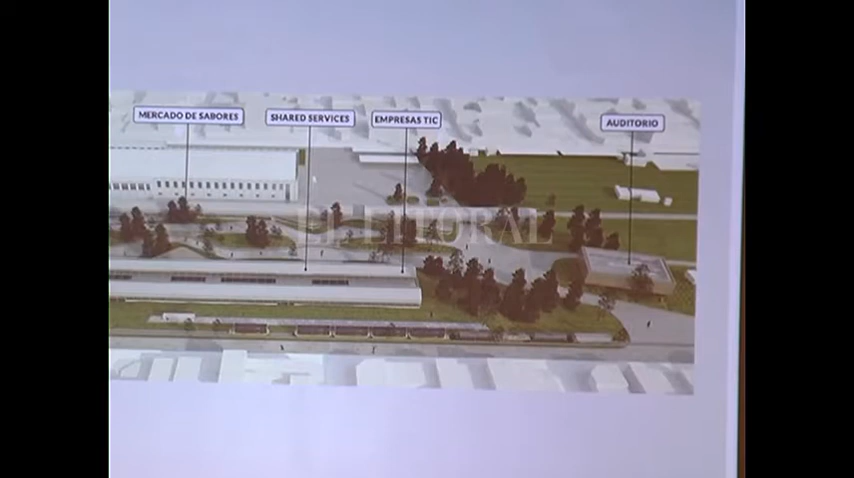 MERCADO DE SABORES
SHARED SERVICES
EMPRESAS TIC
AUDITORIO
EL LITORAL